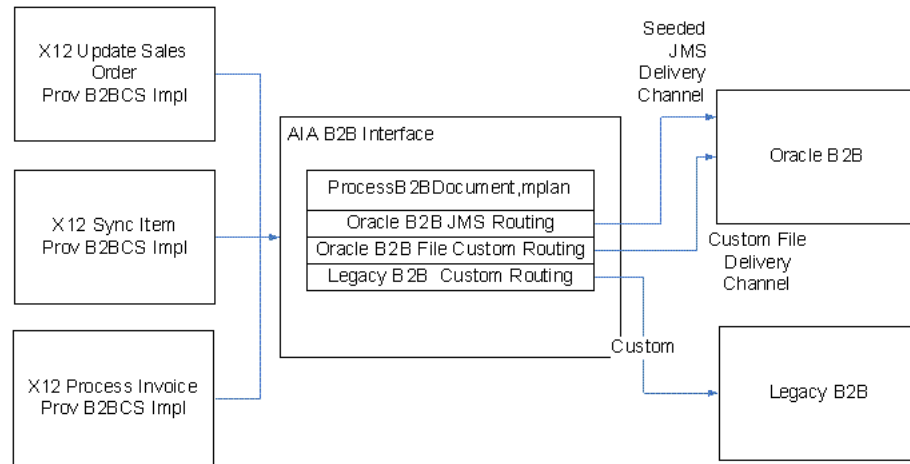 X12 Update Sales
Order
Prov B2BCS Impl
X12 Sync Item
Prov B2BCS Impl
X12 Process Invoice
Prov B2BCS Impl
AIA B2B Interface
ProcessB2BDocument,mplan
Oracle B2B JMS Routing
Oracle B2B File Custom Routing
Legacy B2B Custom Routing
Seeded
JMS
Delivery
Channel
Oracle B2B
Custom File
Delivery
Channel
Custom
Legacy B2B